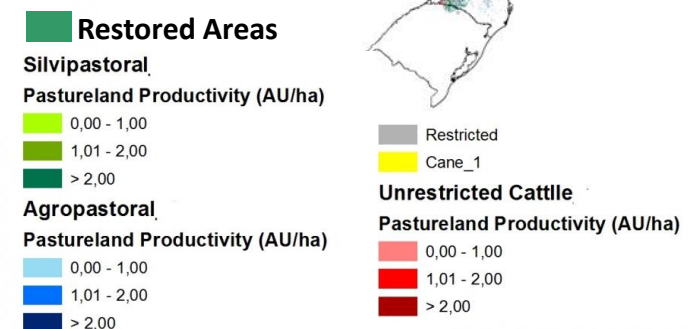 Restored Areas
Silvipastoral
Pastureland Productivity (AU/ha)
0,00 - 1,00
1,01 - 2,00
> 2,00
Agropastoral
Pastureland Productivity (AU/ha)
0,00 - 1,00
1,01 - 2,00
> 2,00
Restricted
Cane_1
Unrestricted Cattlle
Pastureland Productivity (AU/ha)
0,00 - 1,00
1,01 - 2,00
> 2,00